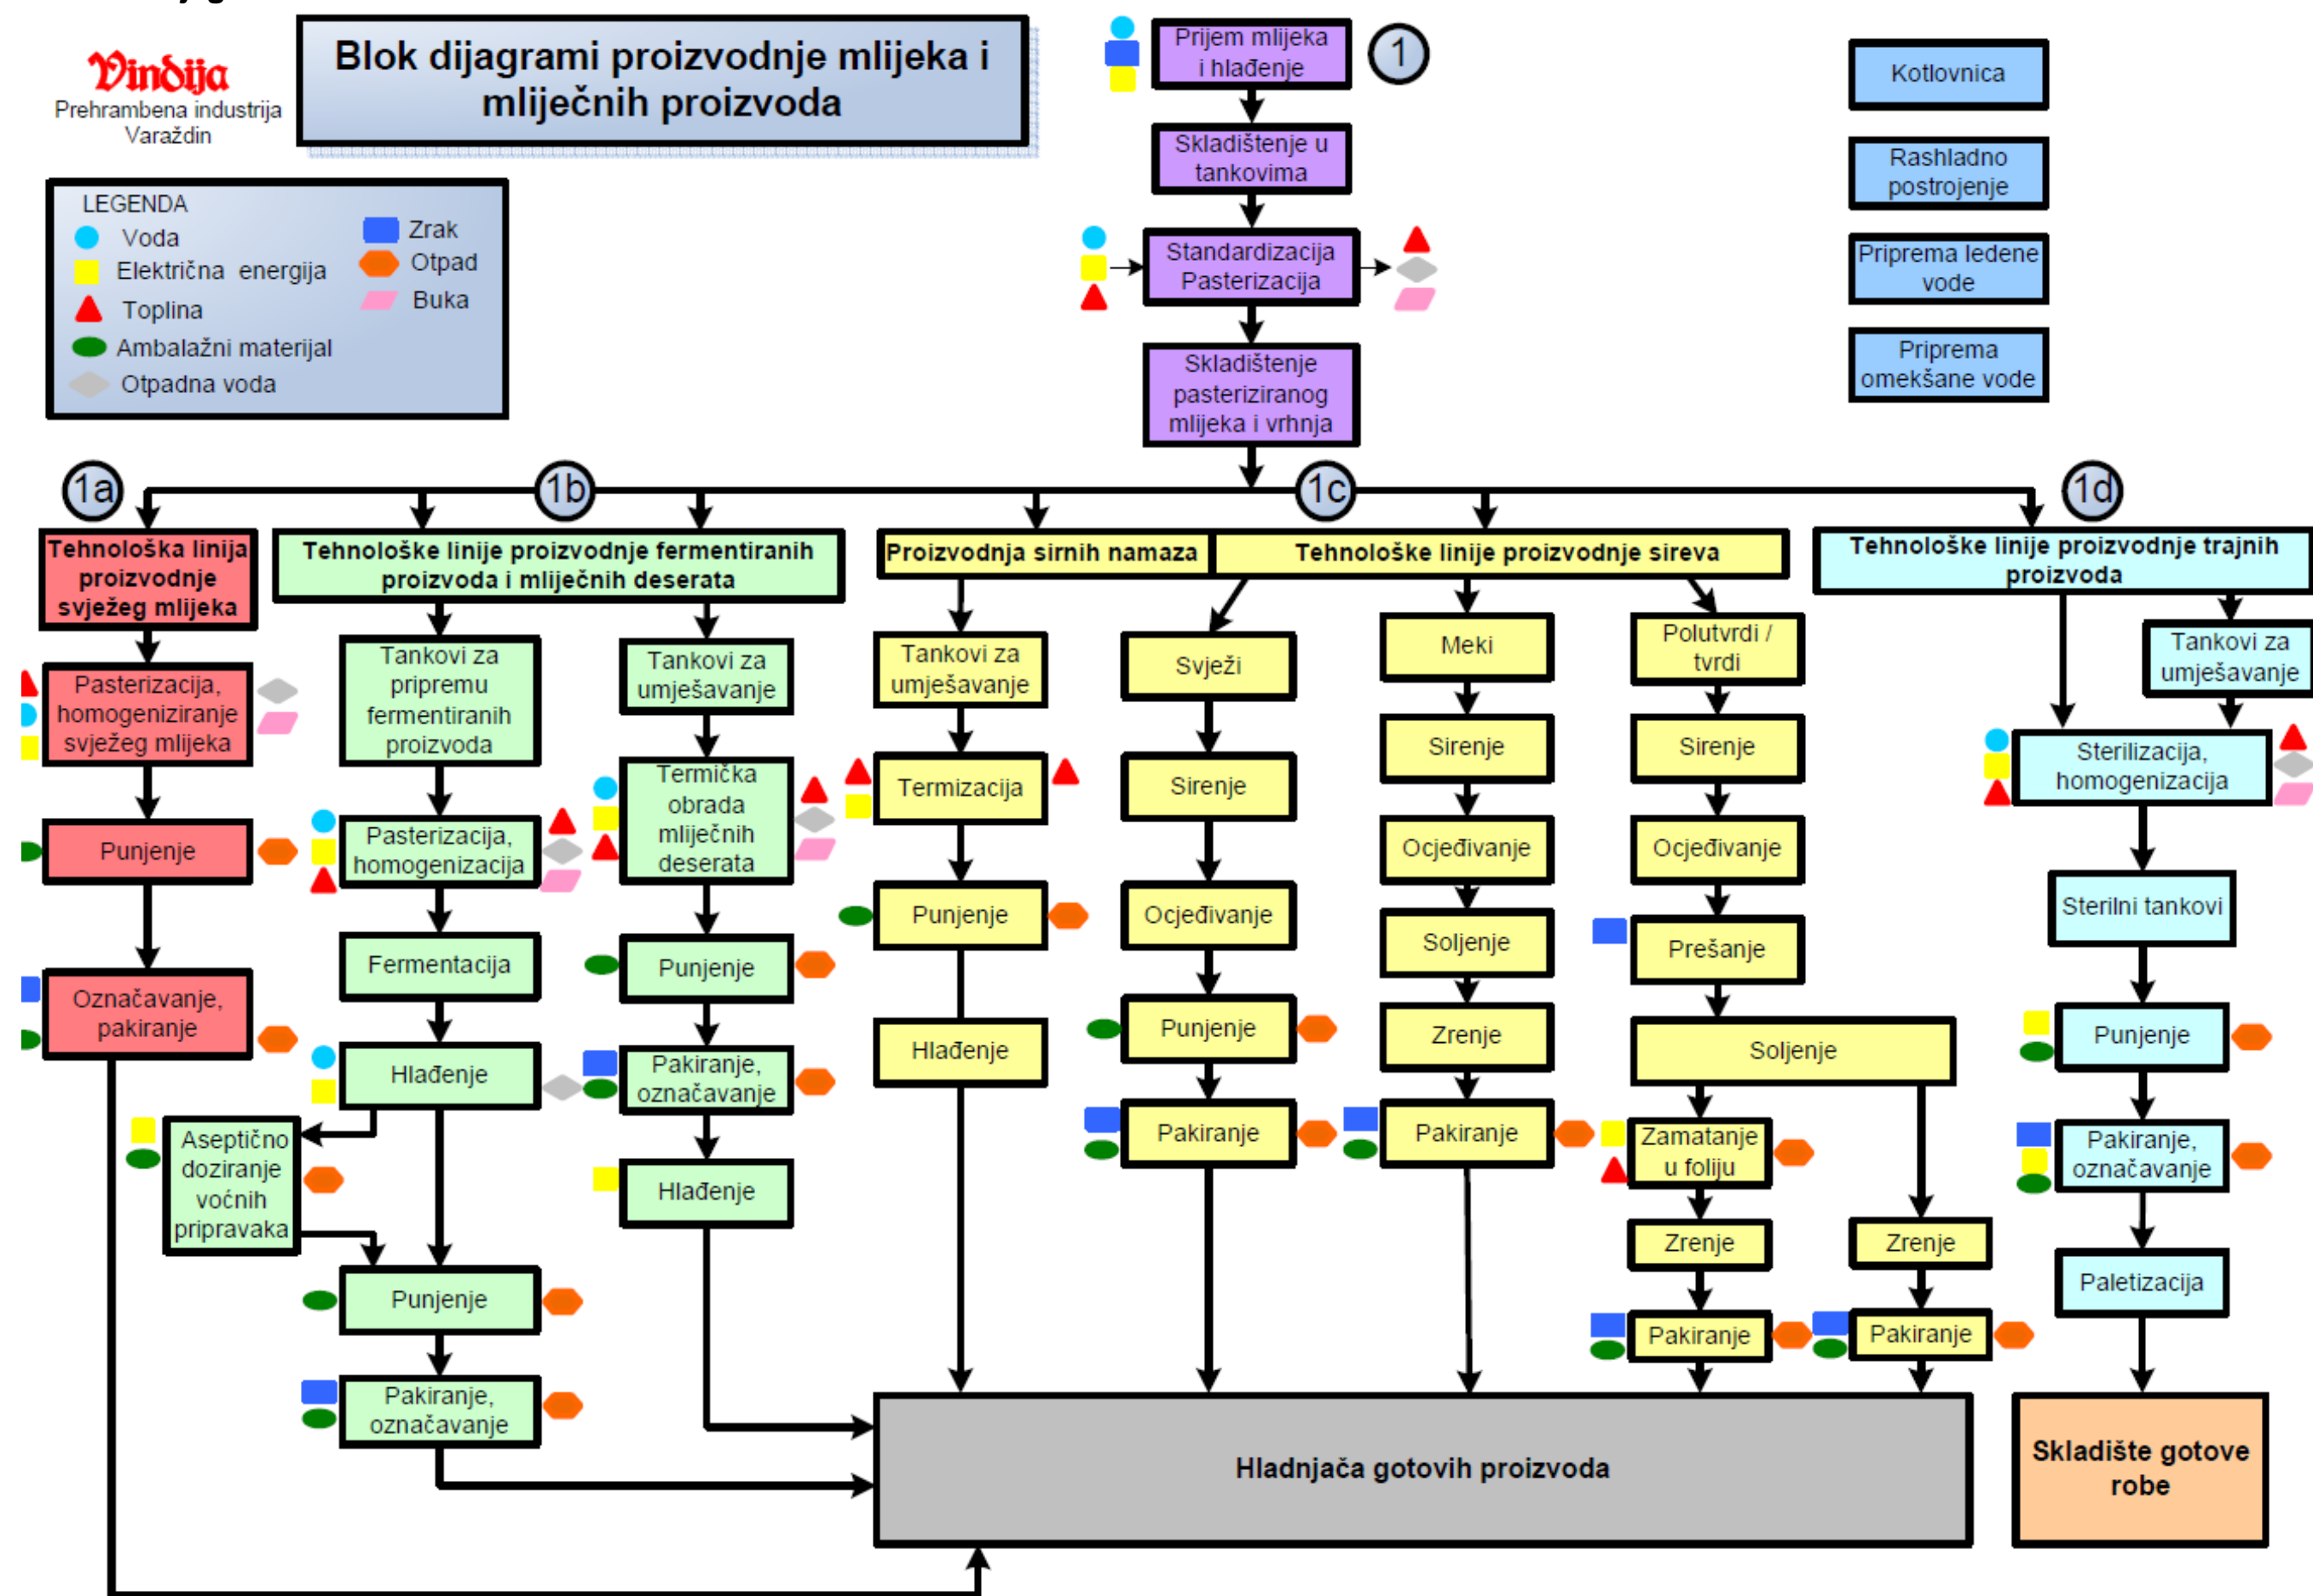 Vindija
Prehrambena industrija
Varaždin
Blok dijagrami proizvodnje mlijeka i
mliječnih proizvoda
LEGENDA
Voda
Električna energija
Toplina
Ambalažni materijal
Otpadna voda
Zrak
Otpad
Buka
Prijem mlijeka
i hlađenje
1
Skladištenje u
tankovima
Standardizacija
Pasterizacija
Skladištenje
pasteriziranog
mlijeka i vrhnja
Kotlovnica
Rashladno
postrojenje
Priprema ledene
vode
Priprema
omekšane vode
1a
1b
1c
1d
Tehnološka linija
proizvodnje
svježeg mlijeka
Pasterizacija,
homogeniziranje
svježeg mlijeka
Punjenje
Označavanje,
pakiranje
Tehnološke linije proizvodnje fermentiranih
proizvoda i mliječnih deserata
Tankovi za
pripremu
fermentiranih
proizvoda
Pasterizacija,
homogenizacija
Fermentacija
Hlađenje
Aseptično
doziranje
voćnih
pripravaka
Punjenje
Pakiranje,
označavanje
Tankovi za
umješavanje
Termička
obrada
mliječnih
deserata
Punjenje
Pakiranje,
označavanje
Hlađenje
Proizvodnja sirnih namaza
Tankovi za
umješavanje
Termizacija
Punjenje
Hlađenje
Tehnološke linije proizvodnje sireva
Svježi
Sirenje
Ocjeđivanje
Punjenje
Pakiranje
Meki
Sirenje
Ocjeđivanje
Soljenje
Zrenje
Pakiranje
Polutvrdi /
tvrdi
Sirenje
Ocjeđivanje
Prešanje
Soljenje
Zamatanje
u foliju
Zrenje
Pakiranje
Zrenje
Pakiranje
Tehnološke linije proizvodnje trajnih
proizvoda
Tankovi za
umješavanje
Sterilizacija,
homogenizacija
Sterilni tankovi
Punjenje
Pakiranje,
označavanje
Paletizacija
Hladnjača gotovih proizvoda
Skladište gotove
robe